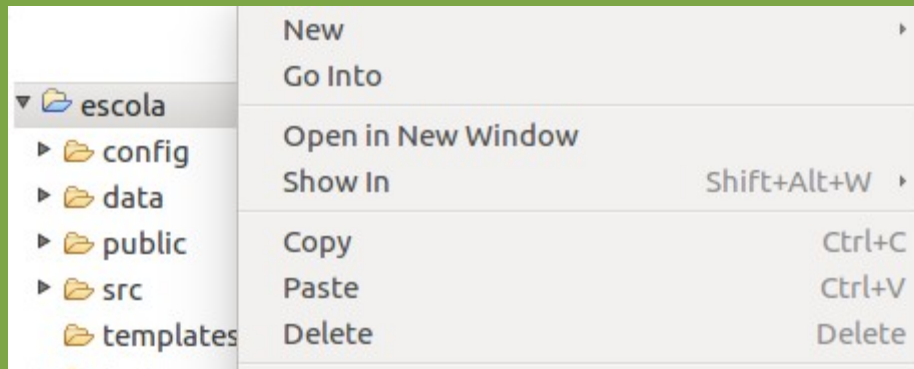 escola
config
data
public
src
templates
New
Go Into
Open in New Window
Show In Shift+Alt+W
Copy Ctrl+C
Paste Ctrl+V
Delete Delete